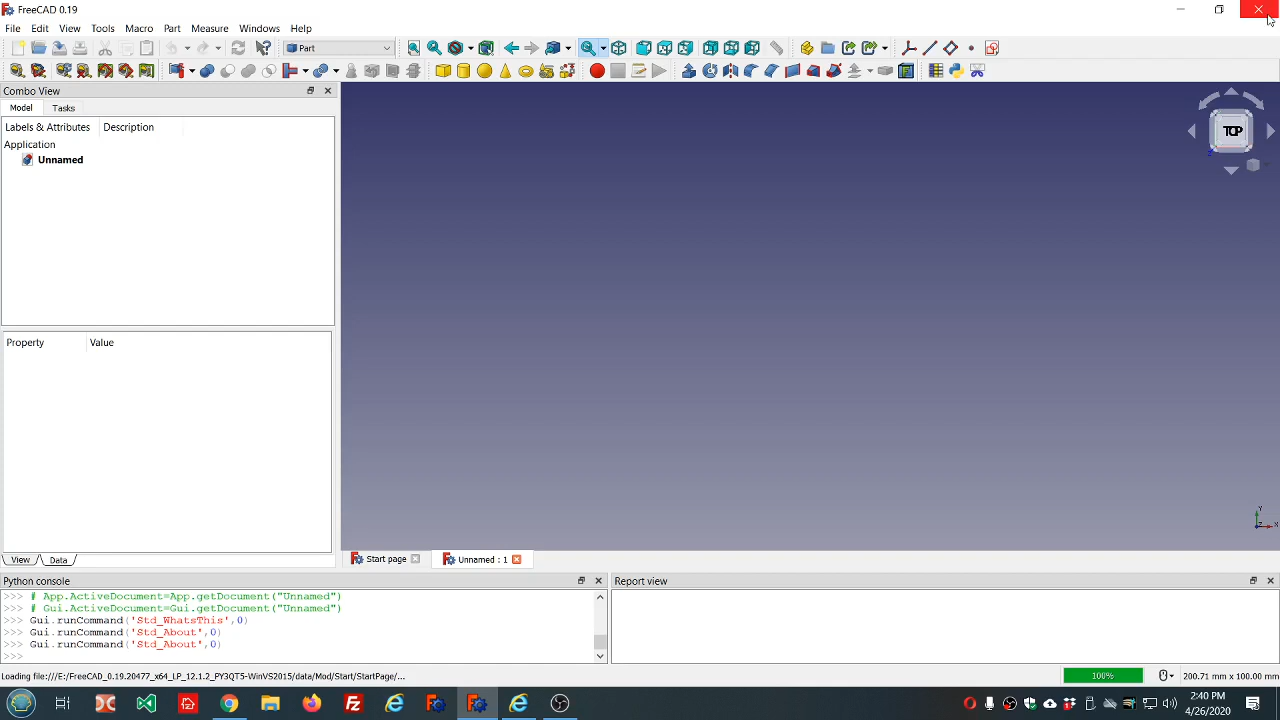 FreeCAD 0.19
File Edit View Tools Macro Part Measure Windows Help
Part
Combo View
Model Tasks
Labels & Attributes Description
Application
Unnamed
TOP
Z
Property Value
Y
Z X
View Data
Start page Unnamed : 1
Python console
>>> # App.ActiveDocument=App.getDocument("Unnamed")
>>> # Gui.ActiveDocument=Gui.getDocument("Unnamed")
>>> Gui.runCommand('Std_WhatsThis',0)
>>> Gui.runCommand('Std_About',0)
>>> Gui.runCommand('Std_About',0)
>>>
Report view
Loading file:///E:/FreeCAD_0.19.20477_x64_LP_12.1.2_PY3QT5-WinVS2015/data/Mod/Start/StartPage/...
100%
200.71 mm x 100.00 mm
2:40 PM
4/26/2020